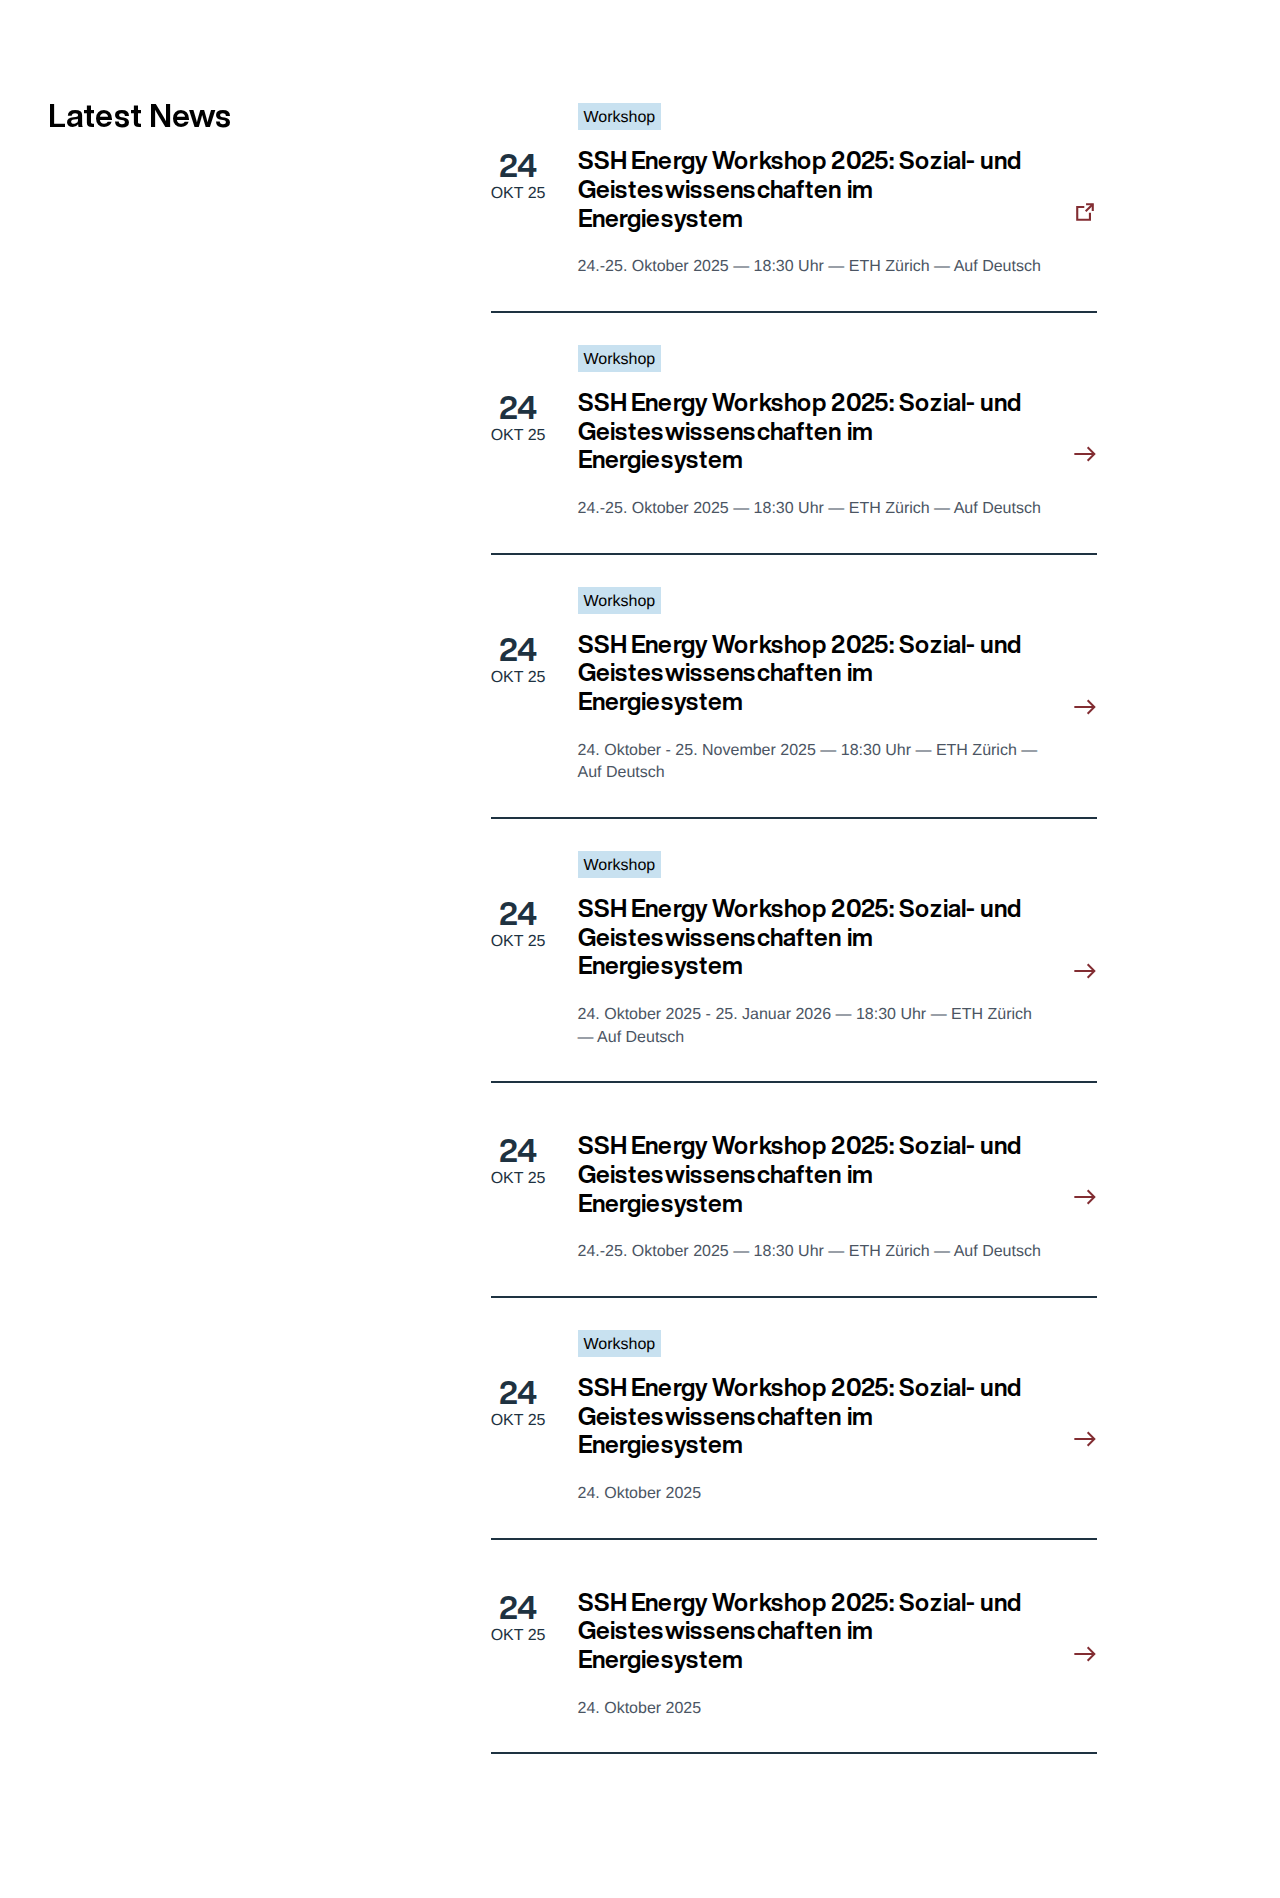 Latest News
Workshop
24
OKT 25
SSH Energy Workshop 2025: Sozial- und
Geisteswissenschaften im
Energiesystem
24.-25. Oktober 2025 — 18:30 Uhr — ETH Zürich — Auf Deutsch
Workshop
24
OKT 25
SSH Energy Workshop 2025: Sozial- und
Geisteswissenschaften im
Energiesystem
24.-25. Oktober 2025 — 18:30 Uhr — ETH Zürich — Auf Deutsch
Workshop
24
OKT 25
SSH Energy Workshop 2025: Sozial- und
Geisteswissenschaften im
Energiesystem
24. Oktober - 25. November 2025 — 18:30 Uhr — ETH Zürich —
Auf Deutsch
Workshop
24
OKT 25
SSH Energy Workshop 2025: Sozial- und
Geisteswissenschaften im
Energiesystem
24. Oktober 2025 - 25. Januar 2026 — 18:30 Uhr — ETH Zürich
— Auf Deutsch
24
OKT 25
SSH Energy Workshop 2025: Sozial- und
Geisteswissenschaften im
Energiesystem
24.-25. Oktober 2025 — 18:30 Uhr — ETH Zürich — Auf Deutsch
Workshop
24
OKT 25
SSH Energy Workshop 2025: Sozial- und
Geisteswissenschaften im
Energiesystem
24. Oktober 2025
24
OKT 25
SSH Energy Workshop 2025: Sozial- und
Geisteswissenschaften im
Energiesystem
24. Oktober 2025